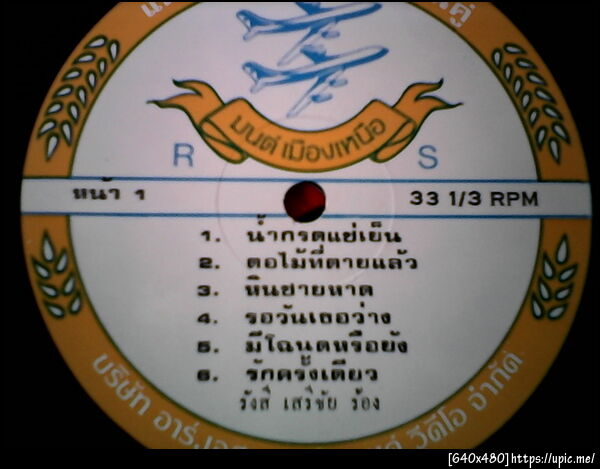 คู่
มนต์เมืองเหนือ
R S
หน้า 1
33 1/3 RPM
1. น้ำกรดแช่เย็น
2. ตอไม้ที่ตายแล้ว
3. หินชายหาด
4. รอวันเธอว่าง
5. มีโฉนดหรือยัง
6. รักครั้งเดียว
รังสี เสรีชัย ร้อง
บริษัท อาร์.เอ วีดีโอ จำกัด
[640x480]https://upic.me/